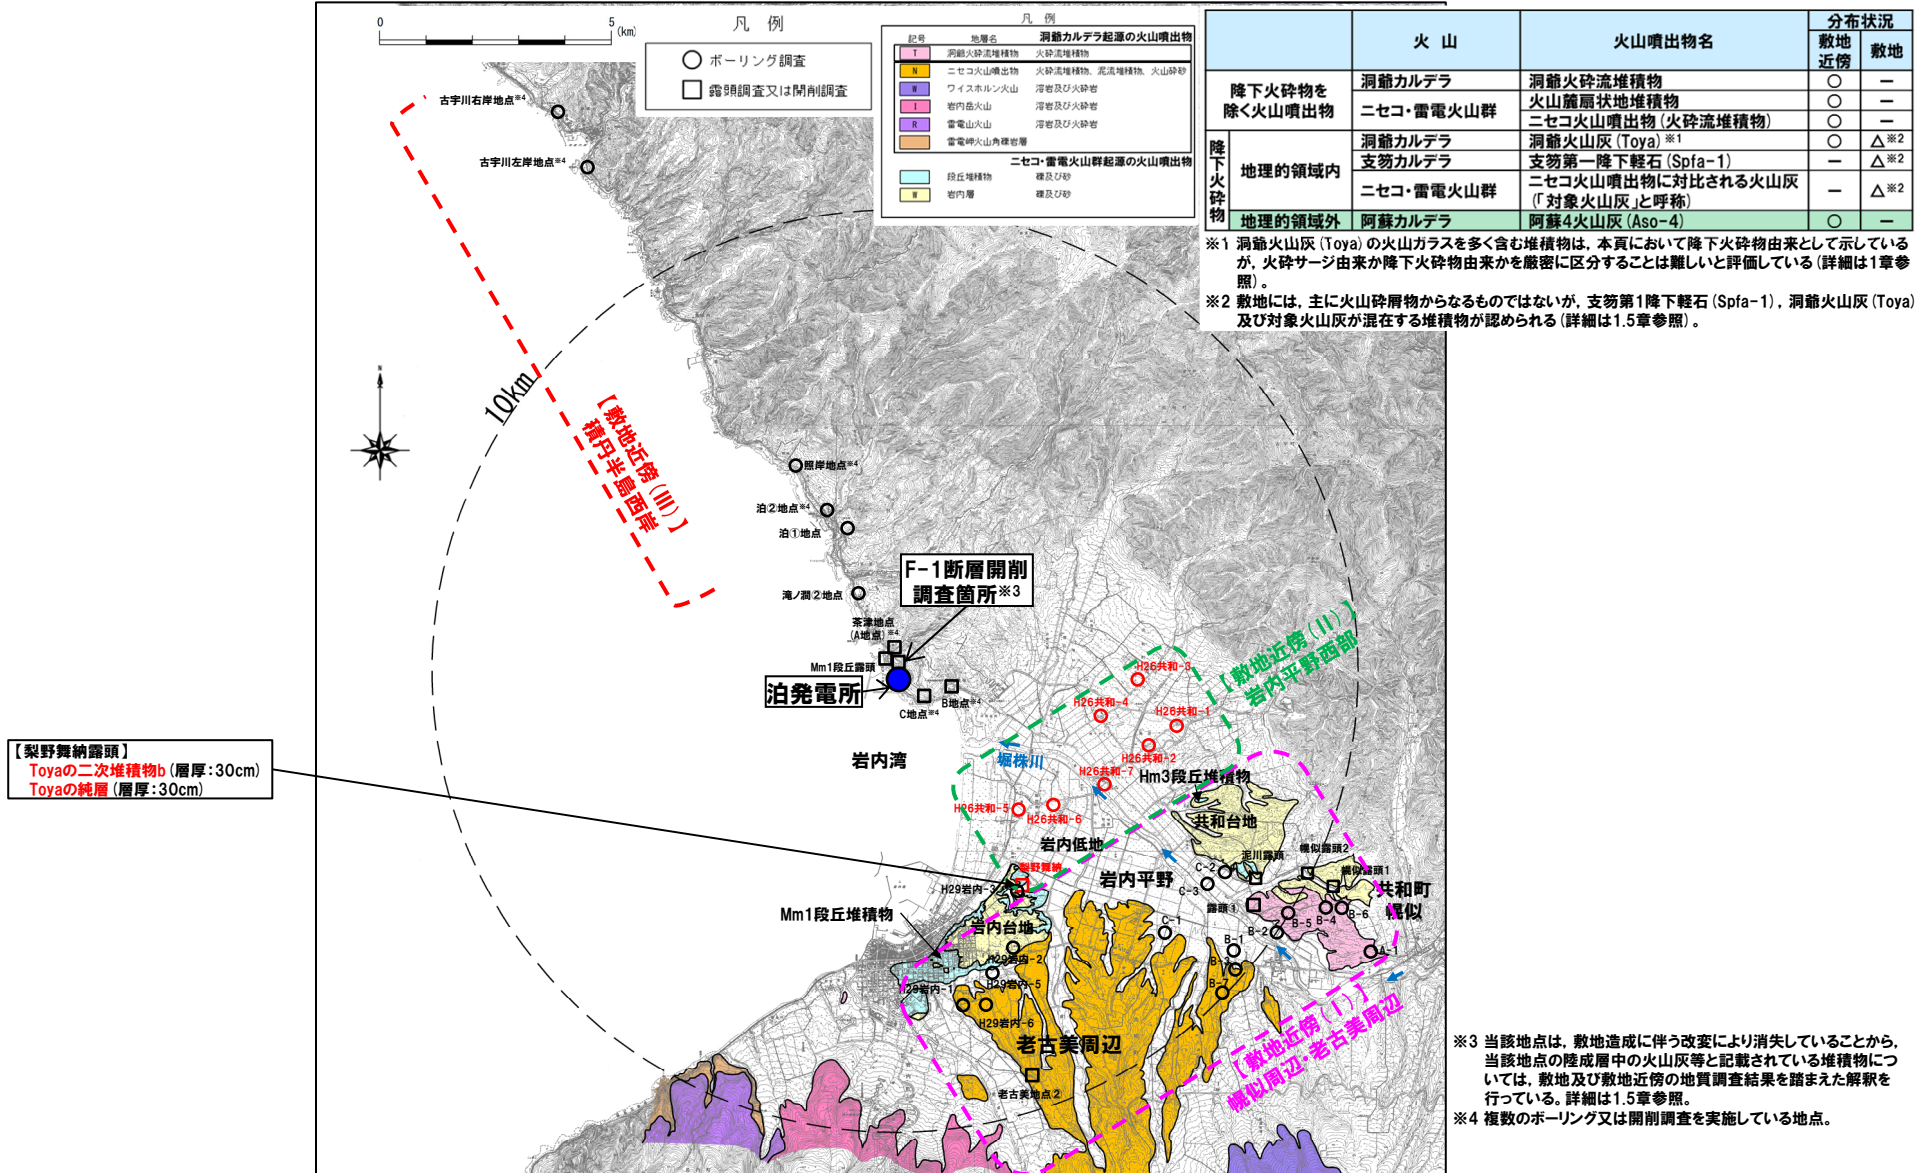 0
5
(km)
凡 例
ボーリング調査
露頭調査又は開削調査
凡 例
記号
地層名
洞爺カルデラ起源の火山噴出物
T
洞爺火砕流堆積物
火砕流堆積物
N
ニセコ火山噴出物
火砕流堆積物、泥流堆積物、火山砕砂
W
ワイスホルン火山
溶岩及び火砕岩
I
岩内岳火山
溶岩及び火砕岩
R
雷電山火山
溶岩及び火砕岩
雷電岬火山角礫岩層
ニセコ・雷電火山群起源の火山噴出物
段丘堆積物
礫及び砂
W
岩内層
礫及び砂
火 山
火山噴出物名
分布状況
敷地近傍
敷地
降下火砕物を除く火山噴出物
洞爺カルデラ
洞爺火砕流堆積物
○
－
ニセコ・雷電火山群
火山麓扇状地堆積物
○
－
ニセコ火山噴出物(火砕流堆積物)
○
－
降下火砕物
地理的領域内
洞爺カルデラ
洞爺火山灰(Toya)※1
○
△※2
支笏カルデラ
支笏第一降下軽石(Spfa-1)
－
△※2
ニセコ・雷電火山群
ニセコ火山噴出物に対比される火山灰
(「対象火山灰」と呼称)
－
△※2
地理的領域外
阿蘇カルデラ
阿蘇4火山灰(Aso-4)
○
－
※1 洞爺火山灰(Toya)の火山ガラスを多く含む堆積物は，本頁において降下火砕物由来として示している
が，火砕サージ由来か降下火砕物由来かを厳密に区分することは難しいと評価している(詳細は1章参
照)。
※2 敷地には，主に火山砕屑物からなるものではないが，支笏第1降下軽石(Spfa-1)，洞爺火山灰(Toya)
及び対象火山灰が混在する堆積物が認められる(詳細は1.5章参照)。
古宇川右岸地点※4
古宇川左岸地点※4
N
10km
【敷地近傍(Ⅲ)】
積丹半島西岸
照岸地点※4
泊②地点※4
泊①地点
滝ノ澗②地点
F-1断層開削
調査箇所※3
茶津地点
(A地点)※4
Mm1段丘露頭
泊発電所
B地点※4
C地点※4
岩内湾
【敷地近傍(Ⅱ)】
岩内平野西部
H26共和-3
H26共和-4
H26共和-1
H26共和-2
堀株川
H26共和-7
Hm3段丘堆積物
H26共和-5
H26共和-6
共和台地
岩内低地
【梨野舞納露頭】
Toyaの二次堆積物b(層厚:30cm)
Toyaの純層(層厚:30cm)
梨野舞納
H29岩内-3
岩内平野
泥川露頭
幌似露頭2
幌似露頭1
C-2
C-3
共和町
幌似
露頭①
B-5
B-4
B-6
Mm1段丘堆積物
岩内台地
C-1
B-2
B-1
A-1
H29岩内-2
B-3
H29岩内-1
H29岩内-5
B-7
H29岩内-6
老古美周辺
【敷地近傍(Ⅰ)】
幌似周辺・老古美周辺
老古美地点②
※3 当該地点は，敷地造成に伴う改変により消失していることから，
当該地点の陸成層中の火山灰等と記載されている堆積物につ
いては，敷地及び敷地近傍の地質調査結果を踏まえた解釈を
行っている。詳細は1.5章参照。
※4 複数のボーリング又は開削調査を実施している地点。